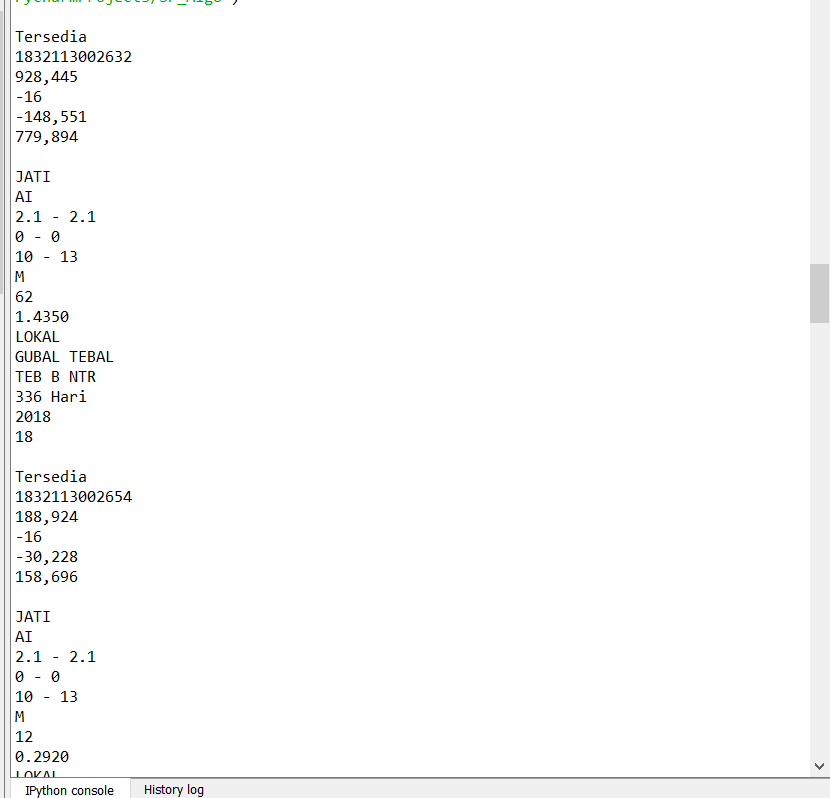 Tersedia
1832113002632
928,445
-16
-148,551
779,894
JATI
AI
2.1 - 2.1
0 - 0
10 - 13
M
62
1.4350
LOKAL
GUBAL TEBAL
TEB B NTR
336 Hari
2018
18
Tersedia
1832113002654
188,924
-16
-30,228
158,696
JATI
AI
2.1 - 2.1
0 - 0
10 - 13
M
12
0.2920
LOKAL
IPython console
History log